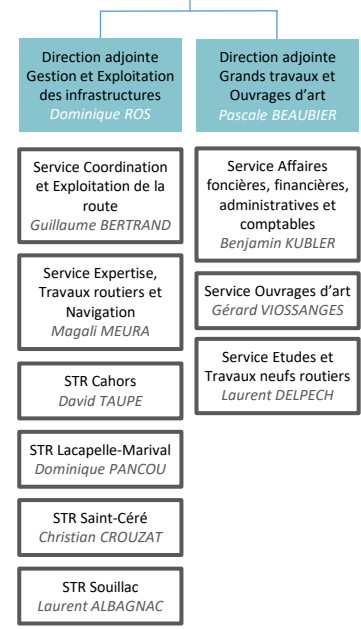 Direction adjointe
Gestion et Exploitation
des infrastructures
Dominique ROS
Service Coordination
et Exploitation de la
route
Guillaume BERTRAND
Service Expertise,
Travaux routiers et
Navigation
Magali MEURA
STR Cahors
David TAUPE
STR Lacapelle-Marival
Dominique PANCOU
STR Saint-Céré
Christian CROUZAT
STR Souillac
Laurent ALBAGNAC
Direction adjointe
Grands travaux et
Ouvrages d'art
Pascale BEAUBIER
Service Affaires
foncières, financières,
administratives et
comptables
Benjamin KUBLER
Service Ouvrages d'art
Gérard VIOSSANGES
Service Etudes et
Travaux neufs routiers
Laurent DELPECH